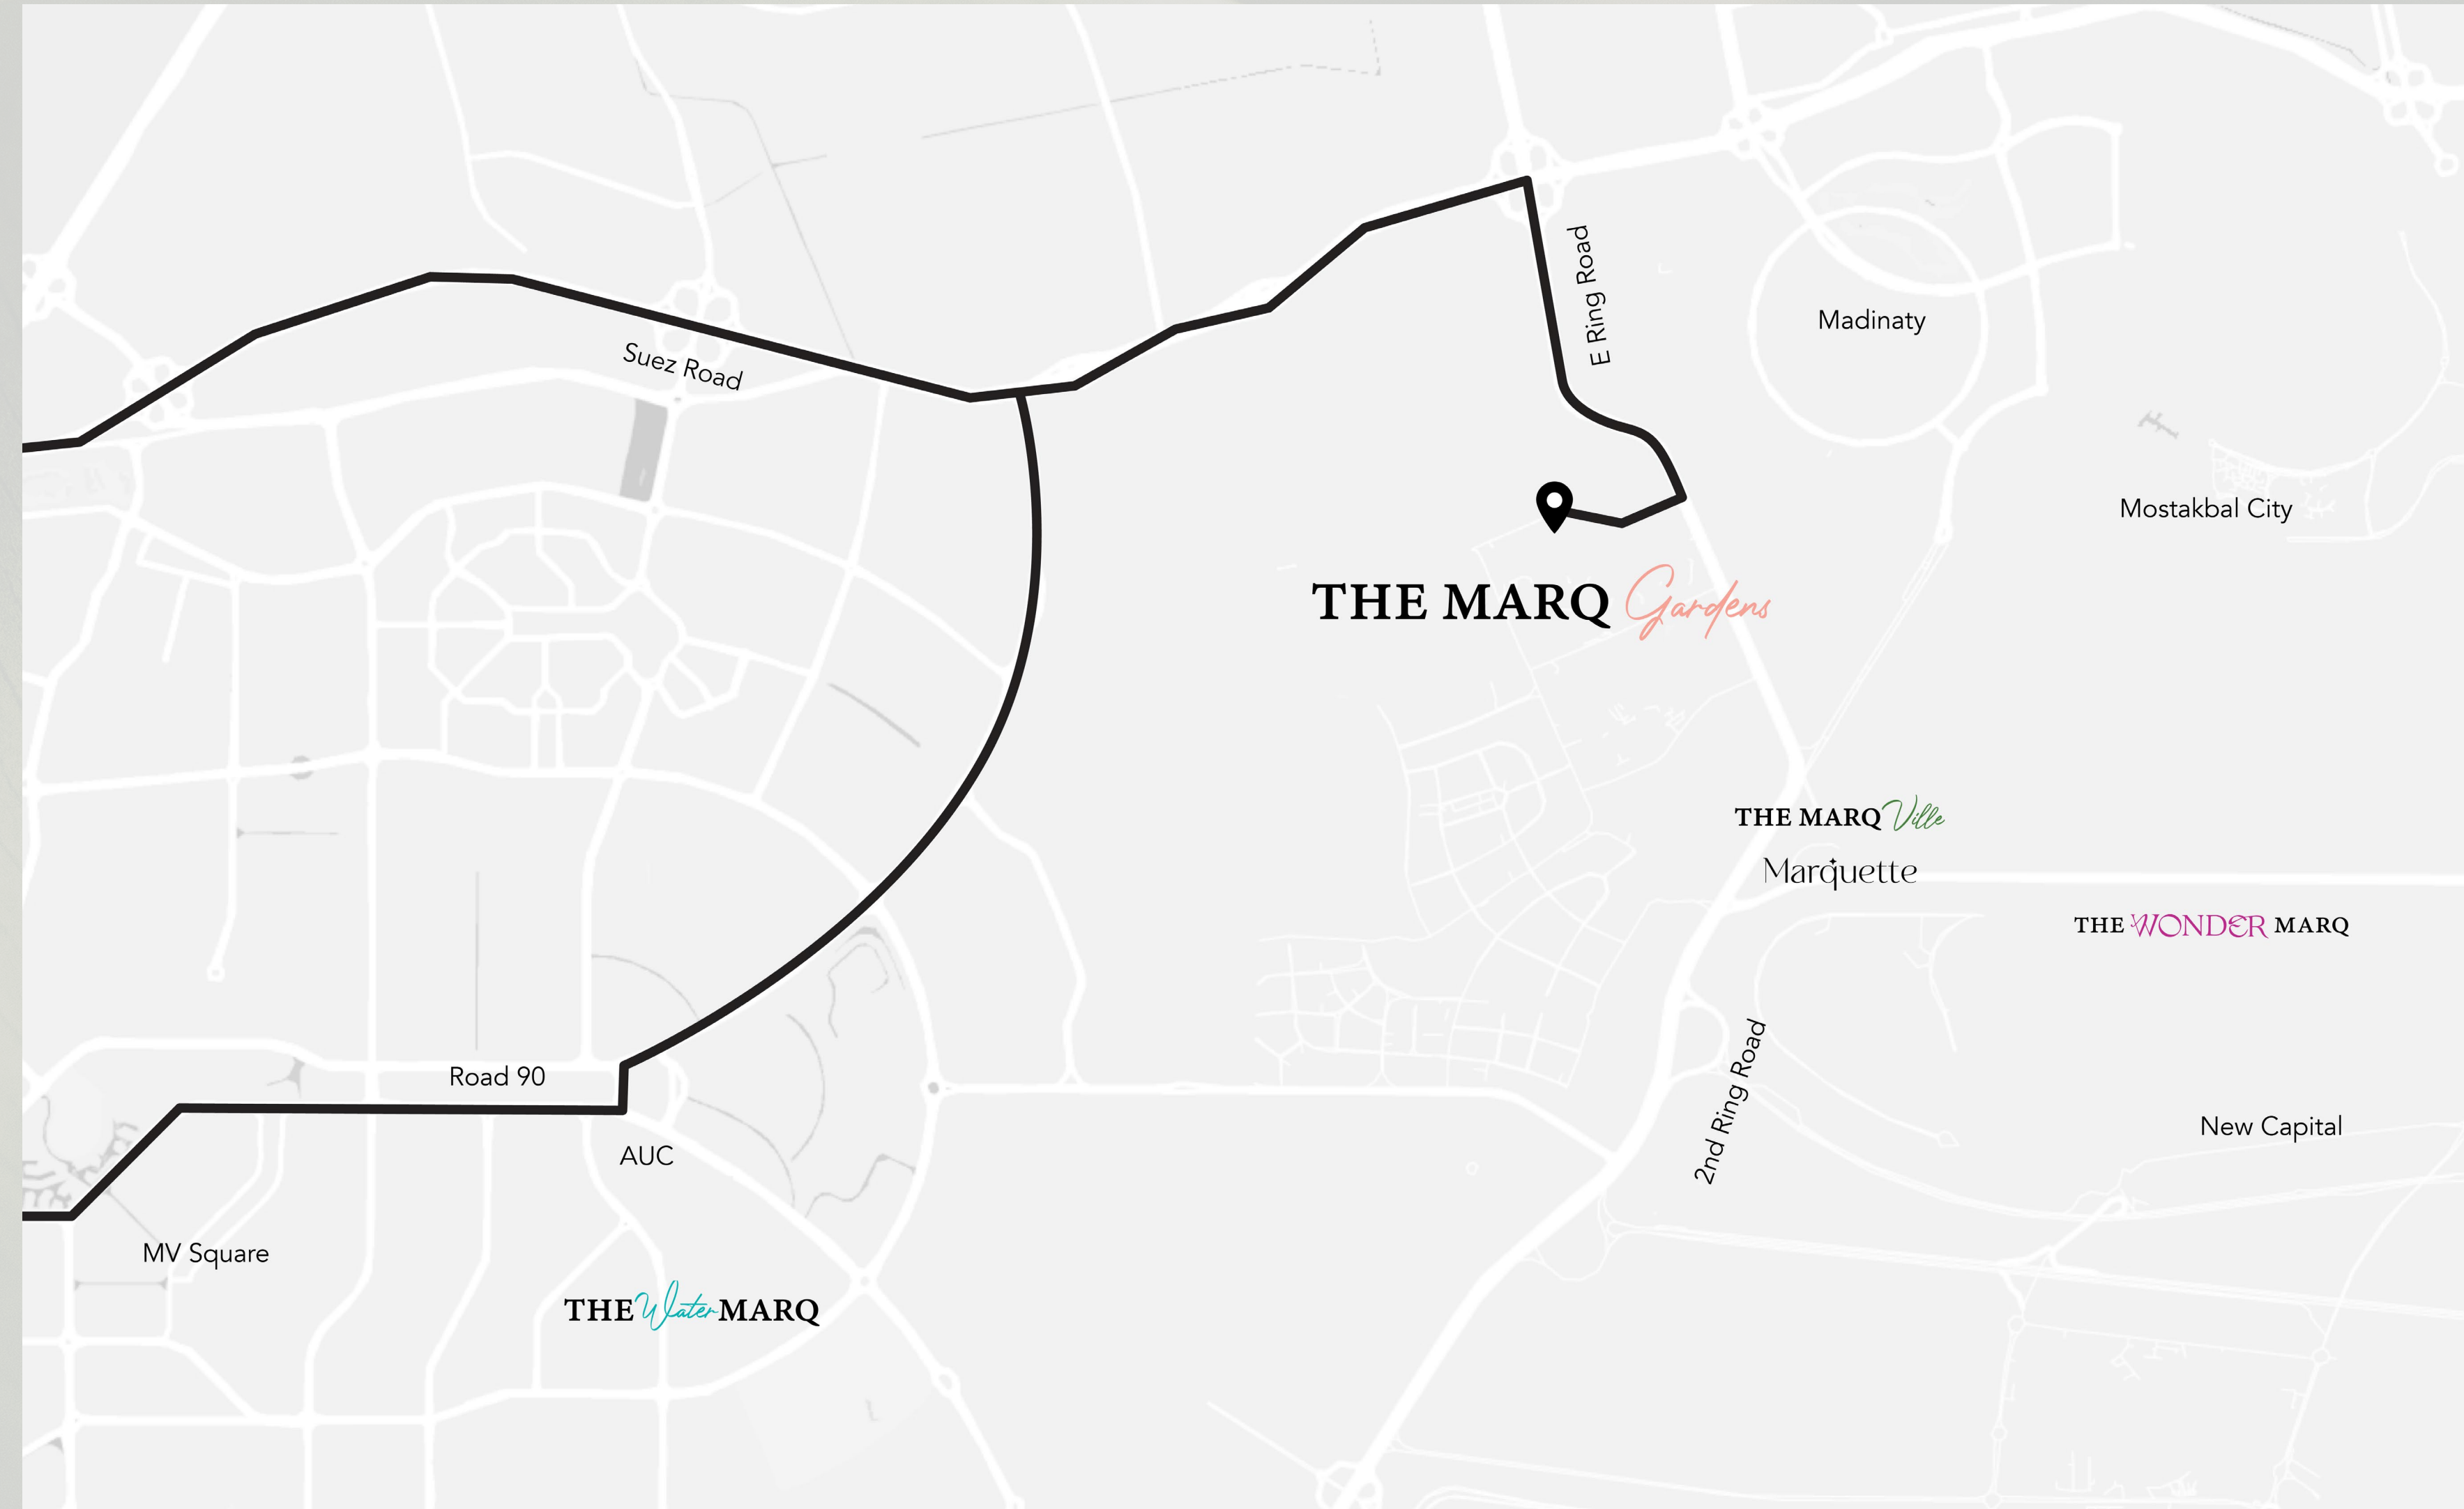 E Ring Road
Madinaty
Suez Road
Mostakbal City
THE MARQ Gardens
THE MARQ Ville
Marquette
THE WONDER MARQ
Road 90
2nd Ring Road
New Capital
AUC
MV Square
THE Water MARQ